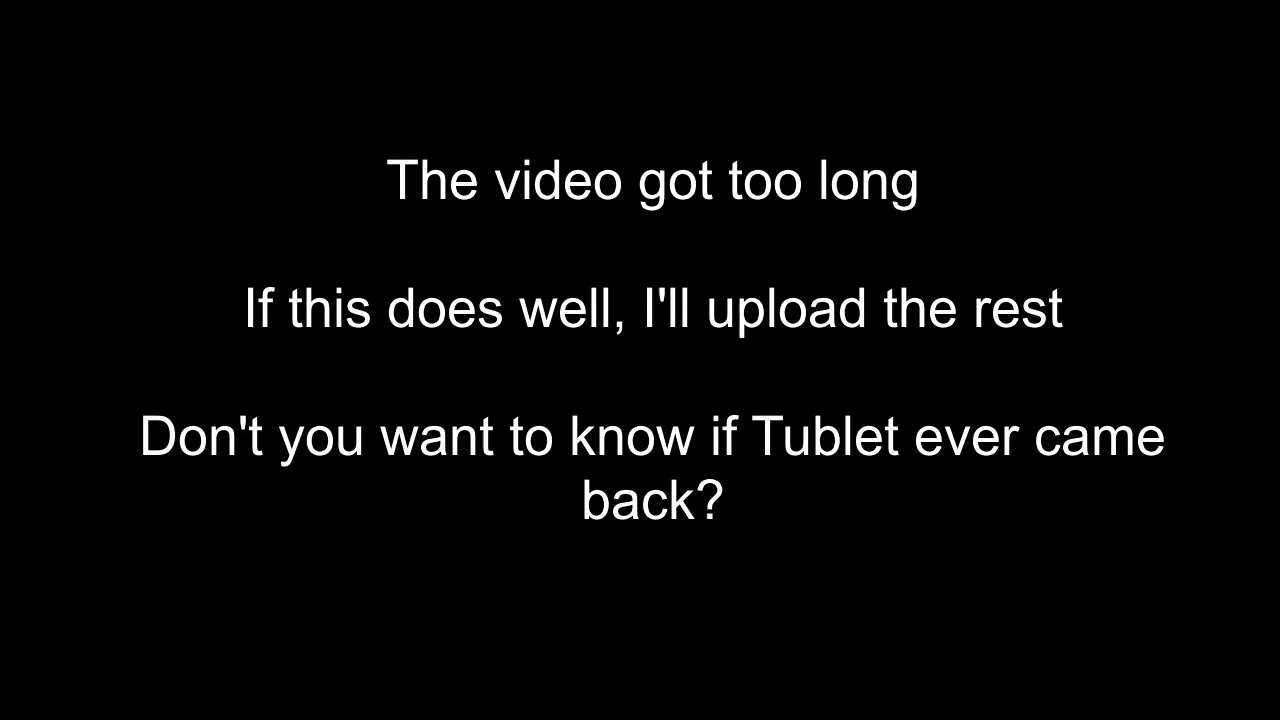 The video got too long
If this does well, I'll upload the rest
Don't you want to know if Tublet ever came
back?